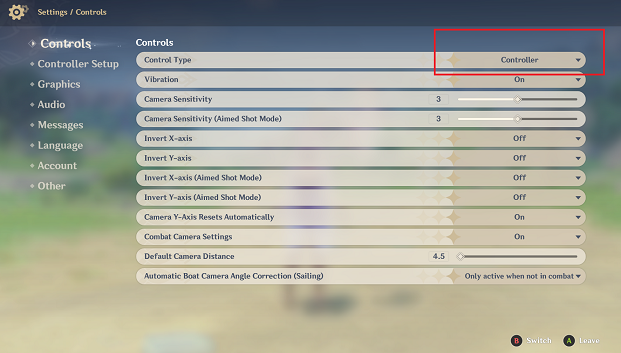 Settings / Controls
Controls
Controller Setup
Graphics
Audio
Messages
Language
Account
Other
Controls
Control Type Controller
Vibration On
Camera Sensitivity 3
Camera Sensitivity (Aimed Shot Mode) 3
Invert X-axis Off
Invert Y-axis Off
Invert X-axis (Aimed Shot Mode) Off
Invert Y-axis (Aimed Shot Mode) Off
Camera Y-Axis Resets Automatically On
Combat Camera Settings On
Default Camera Distance 4.5
Automatic Boat Camera Angle Correction (Sailing) Only active when not in combat
B Switch A Leave